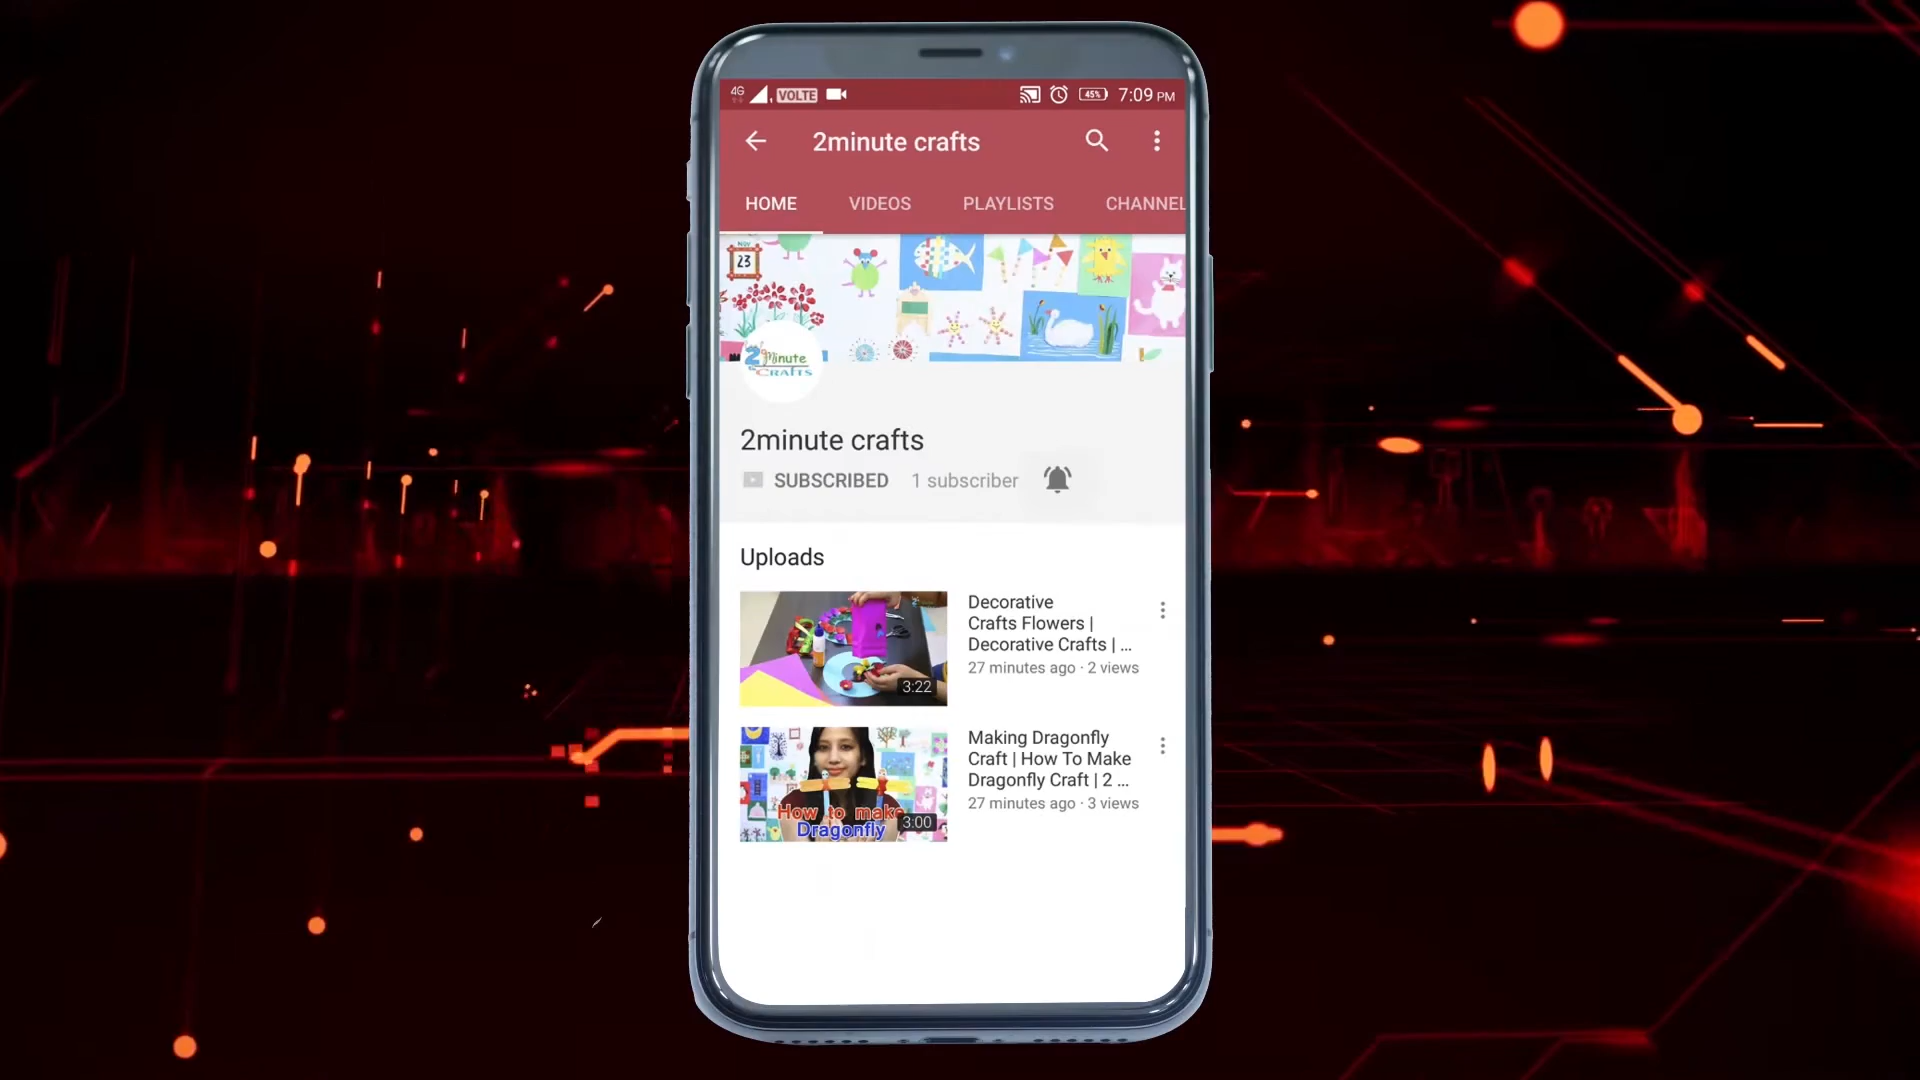 4G VOLTE 45% 7:09 PM
2minute crafts
HOME VIDEOS PLAYLISTS CHANNEL
NOV
23
2 Minute
CRAFTS
2minute crafts
SUBSCRIBED 1 subscriber
Uploads
Decorative
Crafts Flowers |
Decorative Crafts | ...
27 minutes ago · 2 views
3:22
Making Dragonfly
Craft | How To Make
Dragonfly Craft | 2 ...
27 minutes ago · 3 views
How to make
Dragonfly
3:00